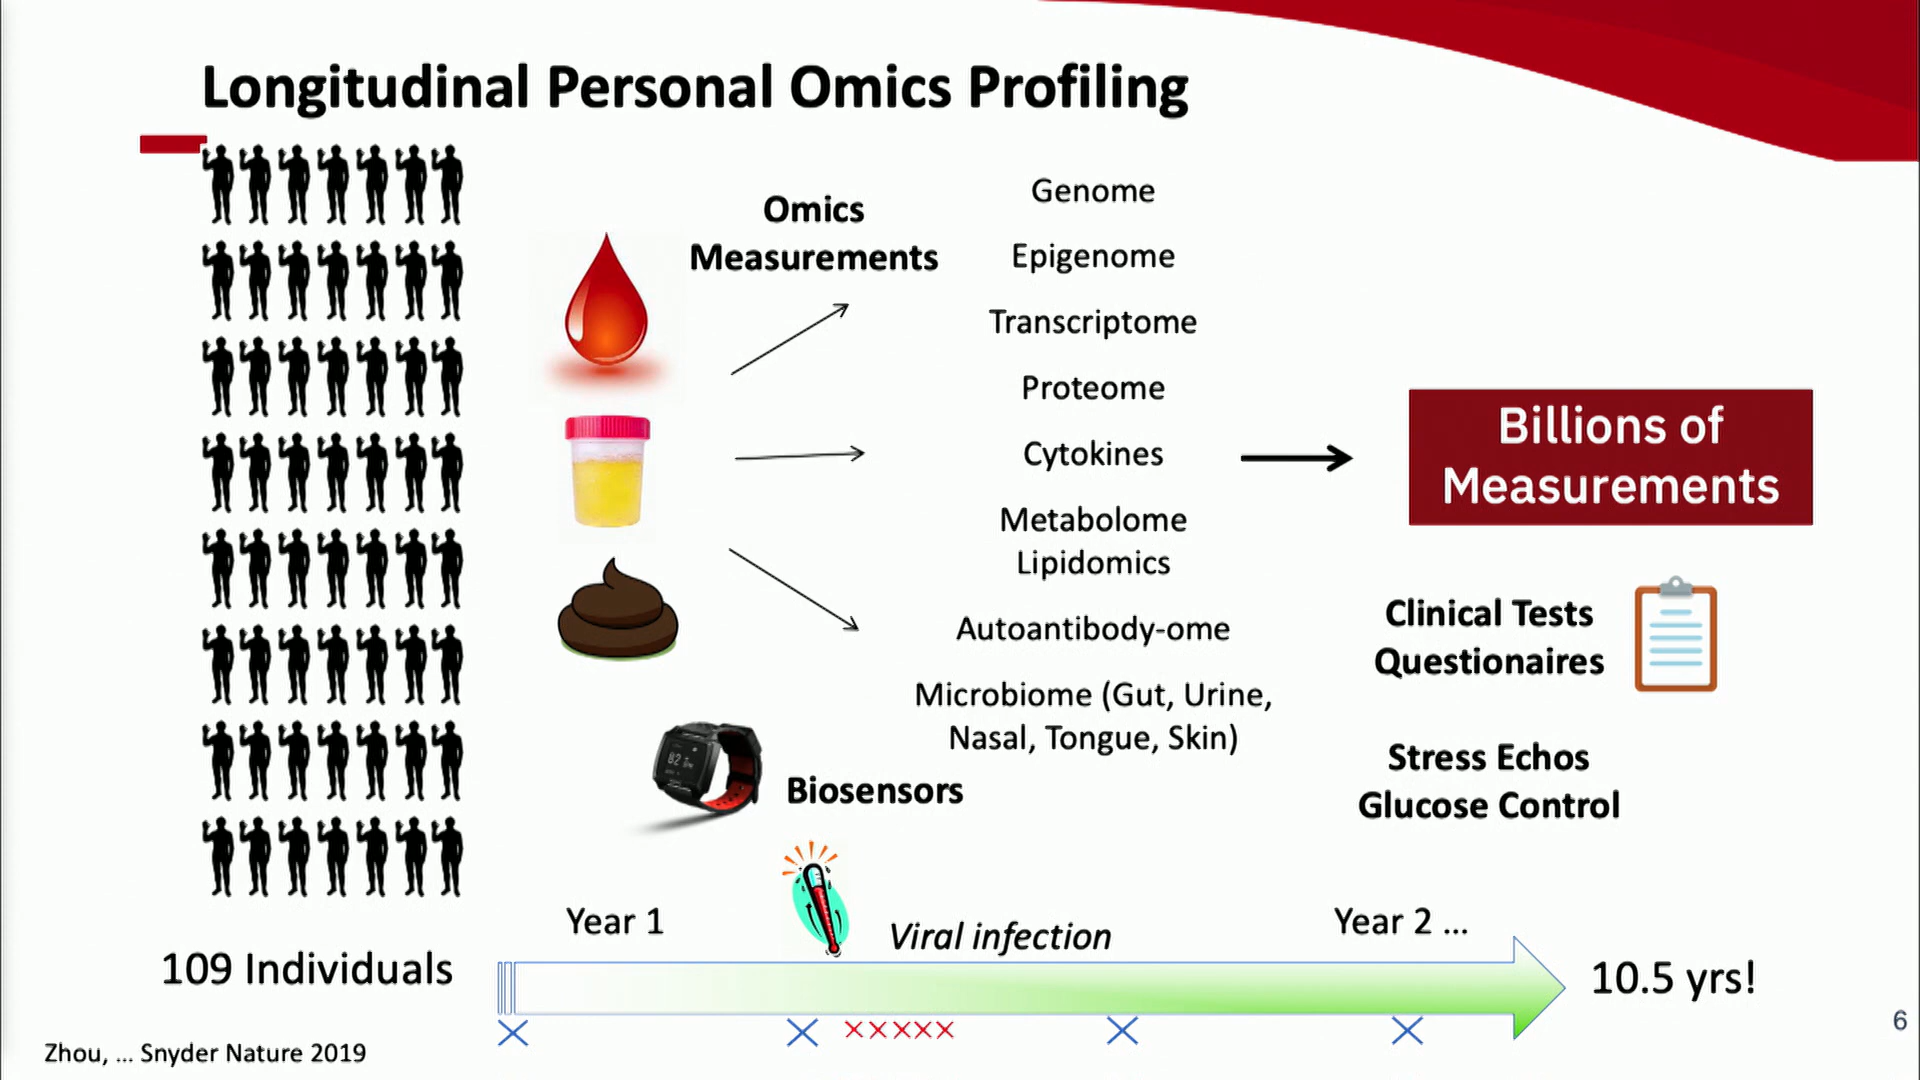 Longitudinal Personal Omics Profiling
Omics
Measurements
Genome
Epigenome
Transcriptome
Proteome
Cytokines
Metabolome
Lipidomics
Autoantibody-ome
Microbiome (Gut, Urine,
Nasal, Tongue, Skin)
Billions of
Measurements
Clinical Tests
Questionaires
Stress Echos
Glucose Control
82
Biosensors
Year 1
Viral infection
Year 2 ...
109 Individuals
10.5 yrs!
Zhou, ... Snyder Nature 2019
6